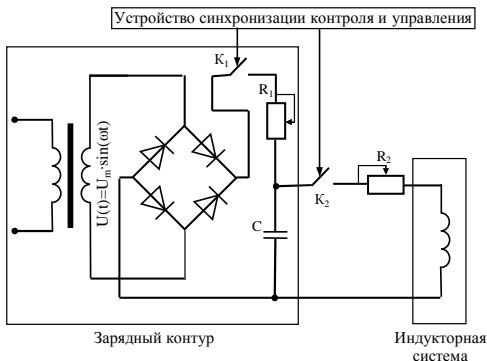 Устройство синхронизации контроля и управления
K₁
R₁
U(t)=Uₘ·sin(ωt)
R₂
K₂
C
Зарядный контур
Индукторная
система